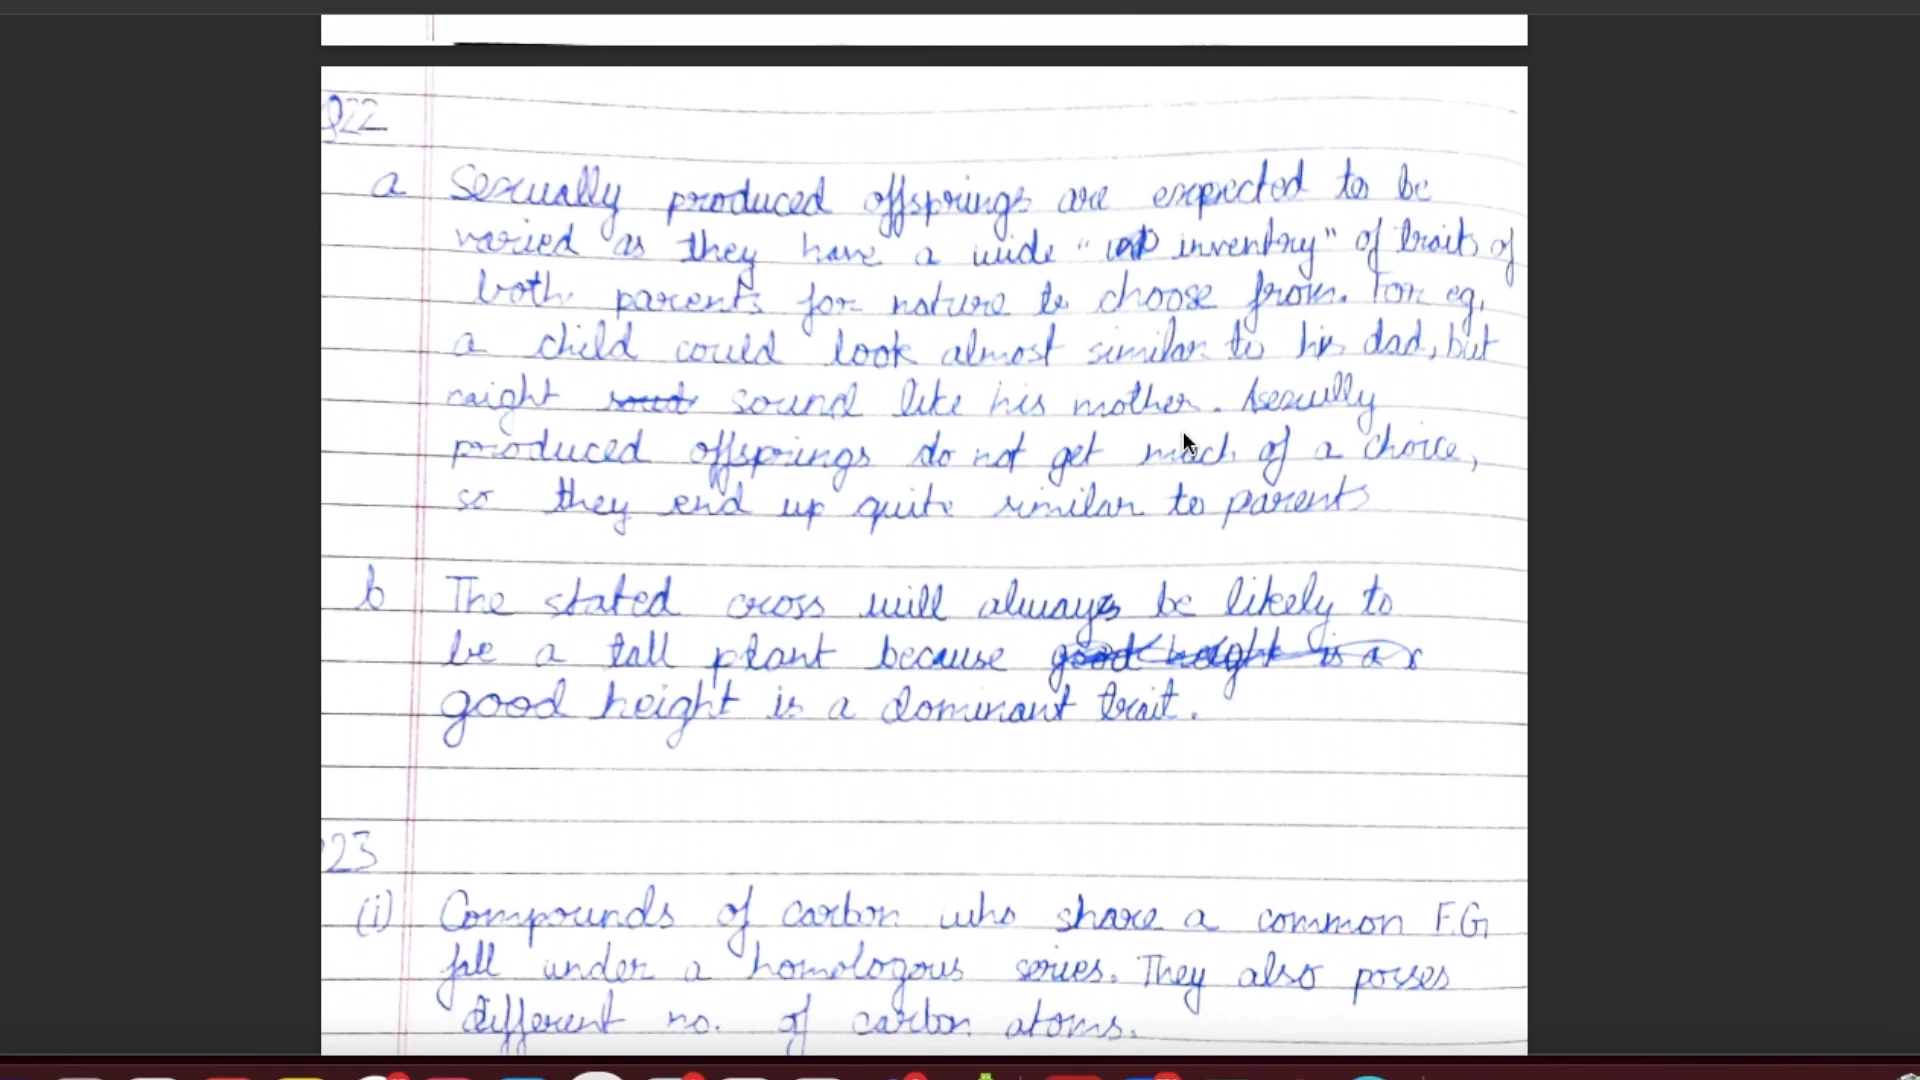 Q22
a Sexually produced offsprings are expected to be
varied as they have a wide " inventory" of traits of
both parents for nature to choose from. For eg.
a child could look almost similar to his dad, but
might sound like his mother. Asexually
produced offsprings do not get much of a choice,
so they end up quite similar to parents
b The stated cross will always be likely to
be a tall plant because good height is a
good height is a dominant trait.
23
(i) Compounds of carbon who share a common F.G
fall under a homologous series. They also posses
different no. of carbon atoms.